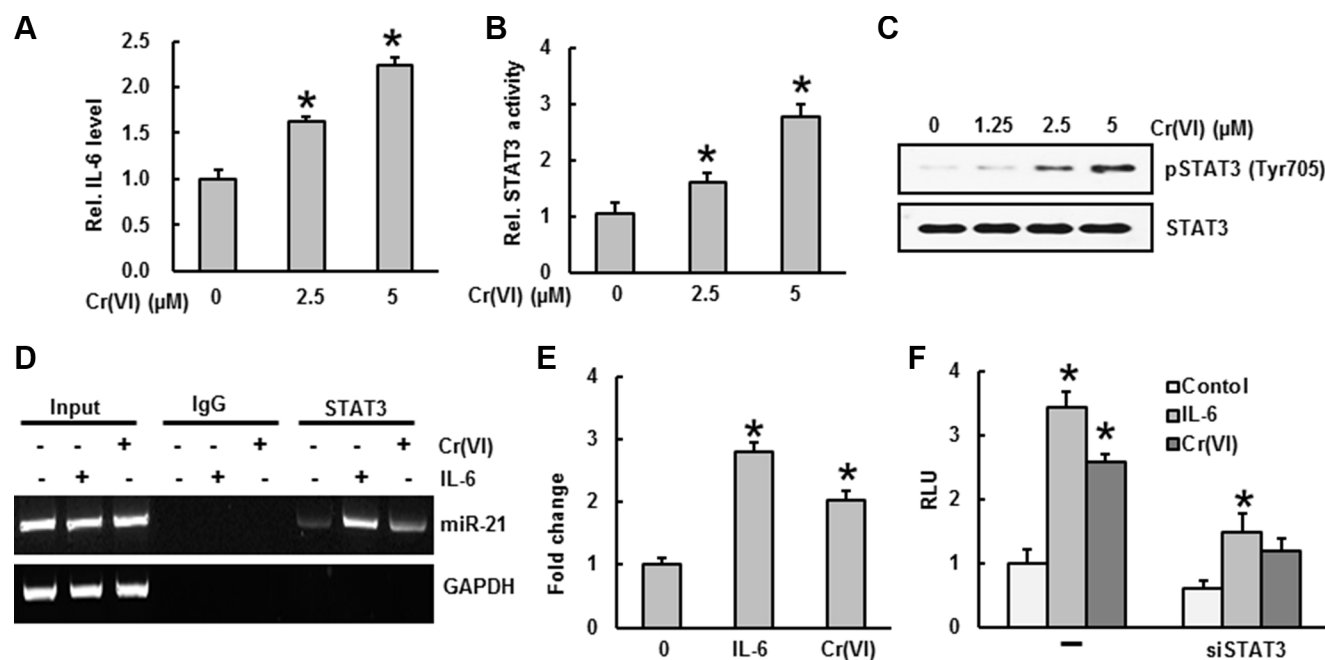 A
Rel. IL-6 level
2.5
2.0
1.5
1.0
0.5
0.0
*
*
Cr(VI) (µM)
0
2.5
5
B
Rel. STAT3 activity
4
3
2
1
0
*
*
Cr(VI) (µM)
0
2.5
5
C
0 1.25 2.5 5 Cr(VI) (µM)
pSTAT3 (Tyr705)
STAT3
D
Input IgG STAT3
- - + - - + - - + Cr(VI)
- + - - + - - + - IL-6
miR-21
GAPDH
E
Fold change
4
3
2
1
0
*
*
0 IL-6 Cr(VI)
F
RLU
4
3
2
1
0
*
*
*
Contol
IL-6
Cr(VI)
– siSTAT3